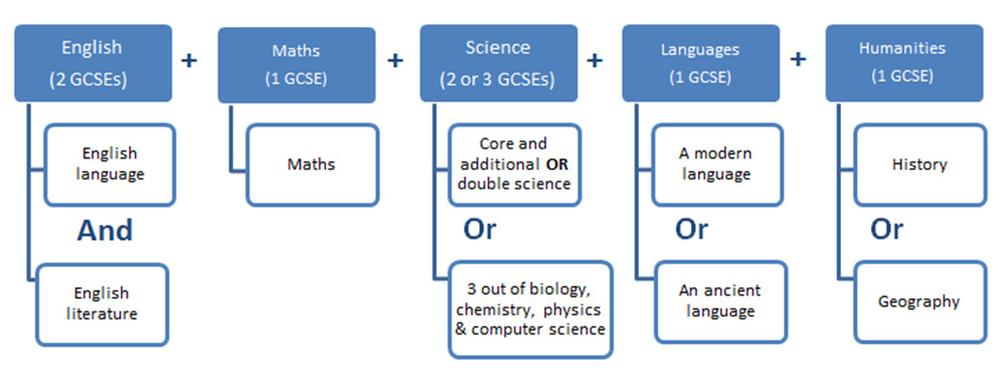 English
(2 GCSEs)
+
Maths
(1 GCSE)
+
Science
(2 or 3 GCSEs)
+
Languages
(1 GCSE)
+
Humanities
(1 GCSE)
English
language
And
English
literature
Maths
Core and
additional OR
double science
Or
3 out of biology,
chemistry, physics
& computer science
A modern
language
Or
An ancient
language
History
Or
Geography